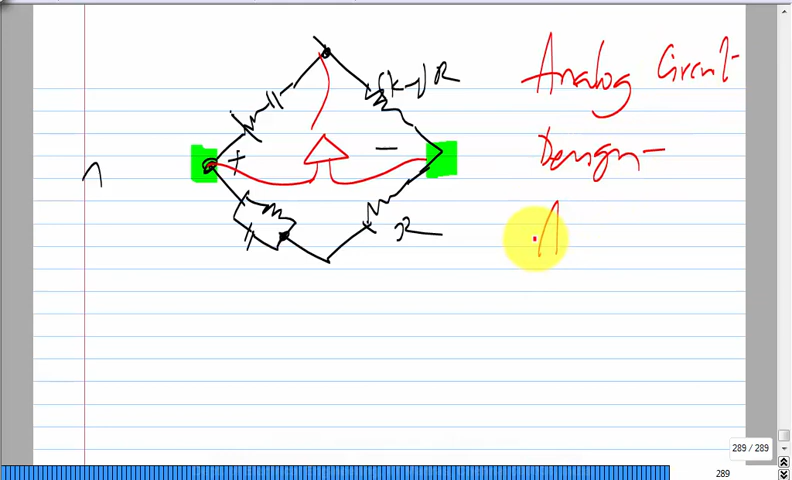 (k-1)R
+
−
R
Analog Circuit
Design-
289 / 289
289